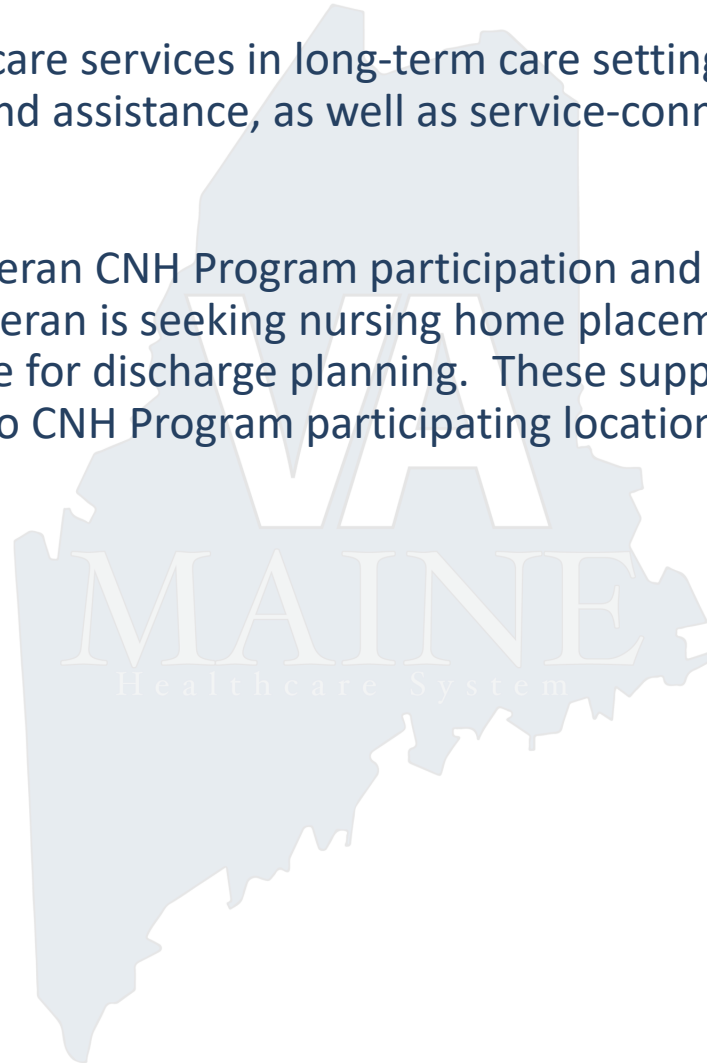 care services in long-term care setting
nd assistance, as well as service-conn
eran CNH Program participation and
eran is seeking nursing home placem
e for discharge planning.  These supp
o CNH Program participating location
VA
MAINE
Healthcare System